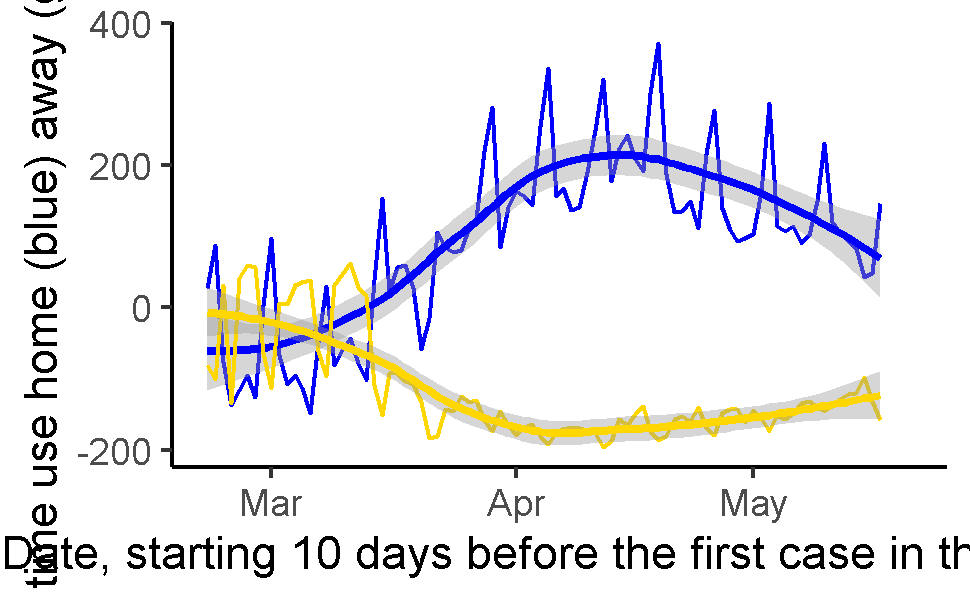 400
200
0
-200
time use home (blue) away (
Mar Apr May
Date, starting 10 days before the first case in th